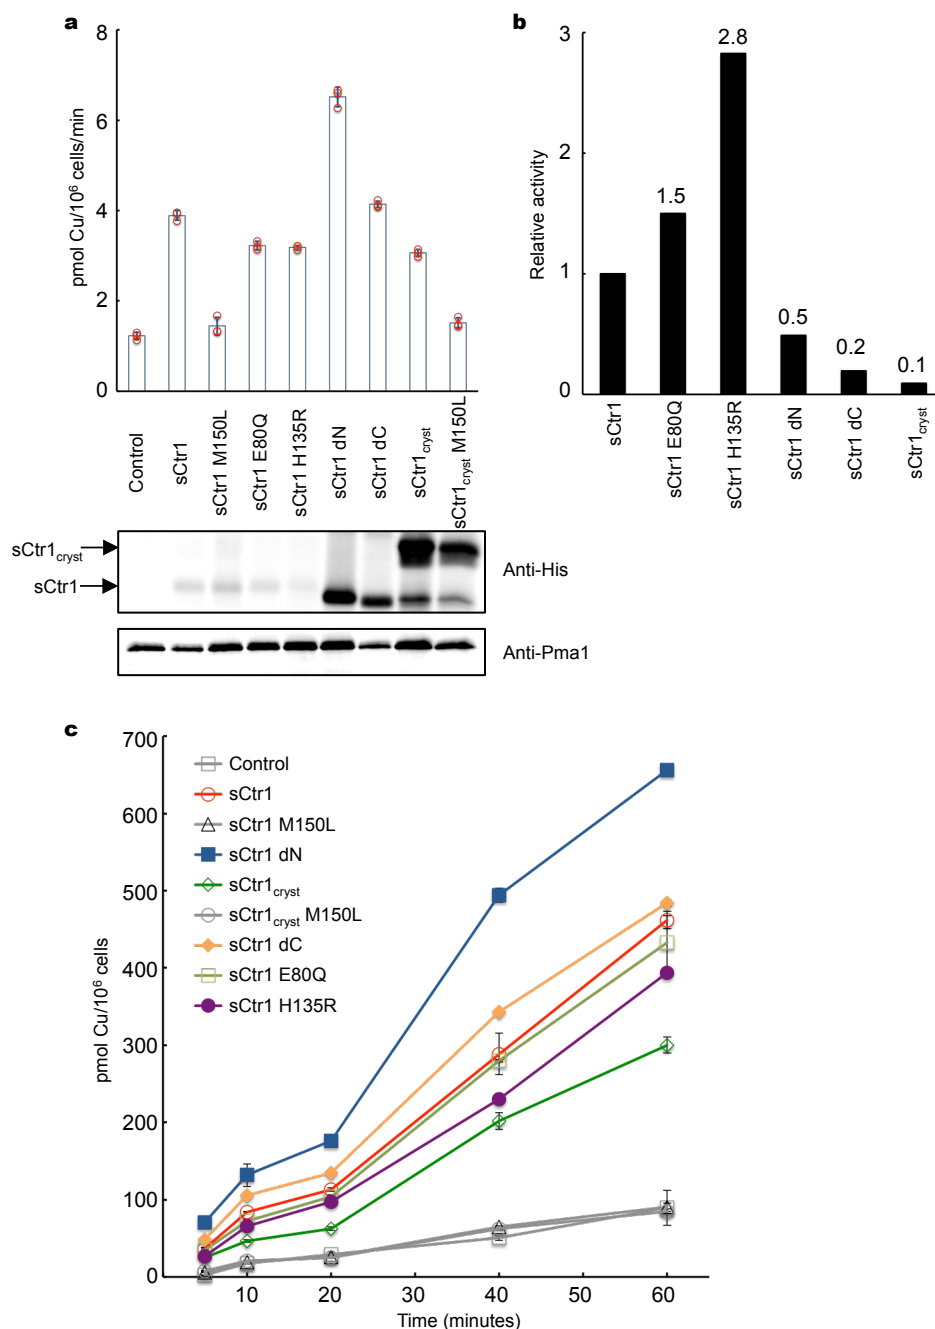 a
8
6
4
2
0
pmol Cu/10⁶ cells/min
Control
sCtr1
sCtr1 M150L
sCtr1 E80Q
sCtr1 H135R
sCtr1 dN
sCtr1 dC
sCtr1cryst
sCtr1cryst M150L
sCtr1cryst
sCtr1
Anti-His
Anti-Pma1
b
3
2
1
0
Relative activity
1.5
2.8
0.5
0.2
0.1
sCtr1
sCtr1 E80Q
sCtr1 H135R
sCtr1 dN
sCtr1 dC
sCtr1cryst
c
700
600
500
400
300
200
100
0
pmol Cu/10⁶ cells
Control
sCtr1
sCtr1 M150L
sCtr1 dN
sCtr1cryst
sCtr1cryst M150L
sCtr1 dC
sCtr1 E80Q
sCtr1 H135R
0 10 20 30 40 50 60
Time (minutes)